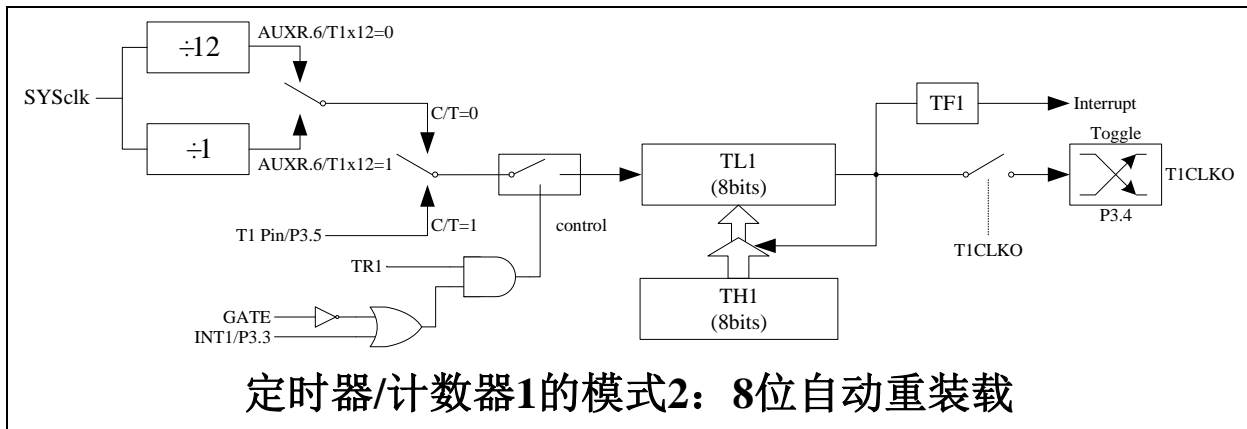 ÷12
AUXR.6/T1x12=0
SYSclk
÷1
AUXR.6/T1x12=1
C/T=0
C/T=1
T1 Pin/P3.5
TR1
GATE
INT1/P3.3
control
TL1
(8bits)
TH1
(8bits)
TF1
Interrupt
Toggle
T1CLKO
P3.4
T1CLKO
定时器/计数器1的模式2：8位自动重装载